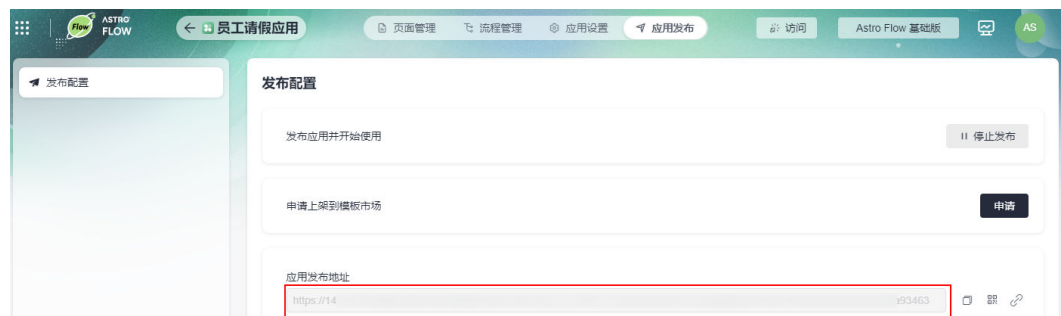 Flow ASTRO FLOW
← 员工请假应用 页面管理 流程管理 应用设置 应用发布 访问 Astro Flow 基础版 AS
发布配置
发布配置
发布应用并开始使用 停止发布
申请上架到模板市场 申请
应用发布地址
https://14 93463